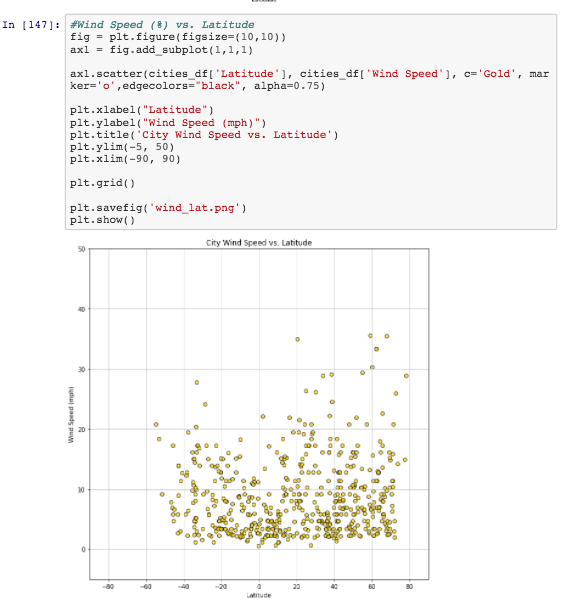 In [147]: #Wind Speed (%) vs. Latitude
fig = plt.figure(figsize=(10,10))
ax1 = fig.add_subplot(1,1,1)
ax1.scatter(cities_df['Latitude'], cities_df['Wind Speed'], c='Gold', mar
ker='o',edgecolors="black", alpha=0.75)
plt.xlabel("Latitude")
plt.ylabel("Wind Speed (mph)")
plt.title('City Wind Speed vs. Latitude')
plt.ylim(-5, 50)
plt.xlim(-90, 90)
plt.grid()
plt.savefig('wind_lat.png')
plt.show()
City Wind Speed vs. Latitude
50
40
30
20
10
0
Wind Speed (mph)
−80 −60 −40 −20 0 20 40 60 80
Latitude